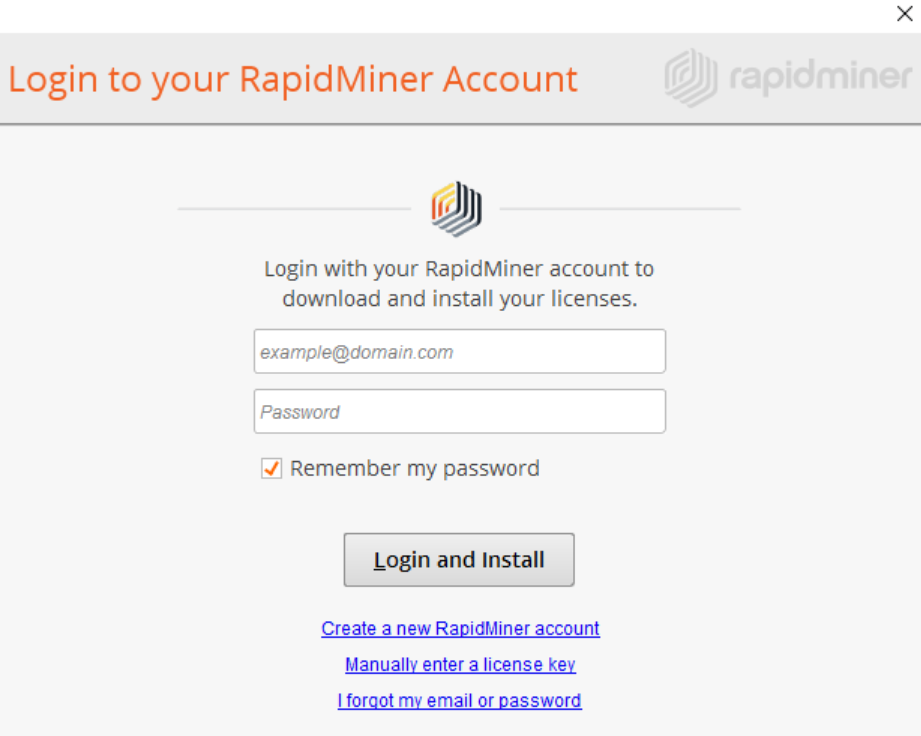 Login to your RapidMiner Account
rapidminer
Login with your RapidMiner account to
download and install your licenses.
example@domain.com
Password
Remember my password
Login and Install
Create a new RapidMiner account
Manually enter a license key
I forgot my email or password